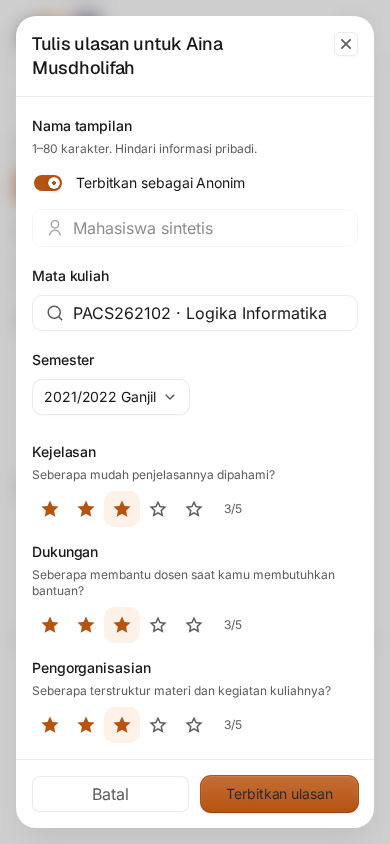 Tulis ulasan untuk Aina
Musdholifah
Nama tampilan
1–80 karakter. Hindari informasi pribadi.
Terbitkan sebagai Anonim
Mahasiswa sintetis
Mata kuliah
PACS262102 · Logika Informatika
Semester
2021/2022 Ganjil
Kejelasan
Seberapa mudah penjelasannya dipahami?
3/5
Dukungan
Seberapa membantu dosen saat kamu membutuhkan
bantuan?
3/5
Pengorganisasian
Seberapa terstruktur materi dan kegiatan kuliahnya?
3/5
Batal
Terbitkan ulasan